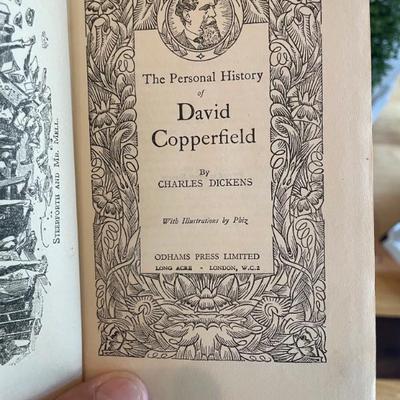 STEERFORTH AND MR. MELL.
The Personal History
of
David
Copperfield
By
CHARLES DICKENS
With Illustrations by Phiz
ODHAMS PRESS LIMITED
LONG ACRE - LONDON, W.C.2